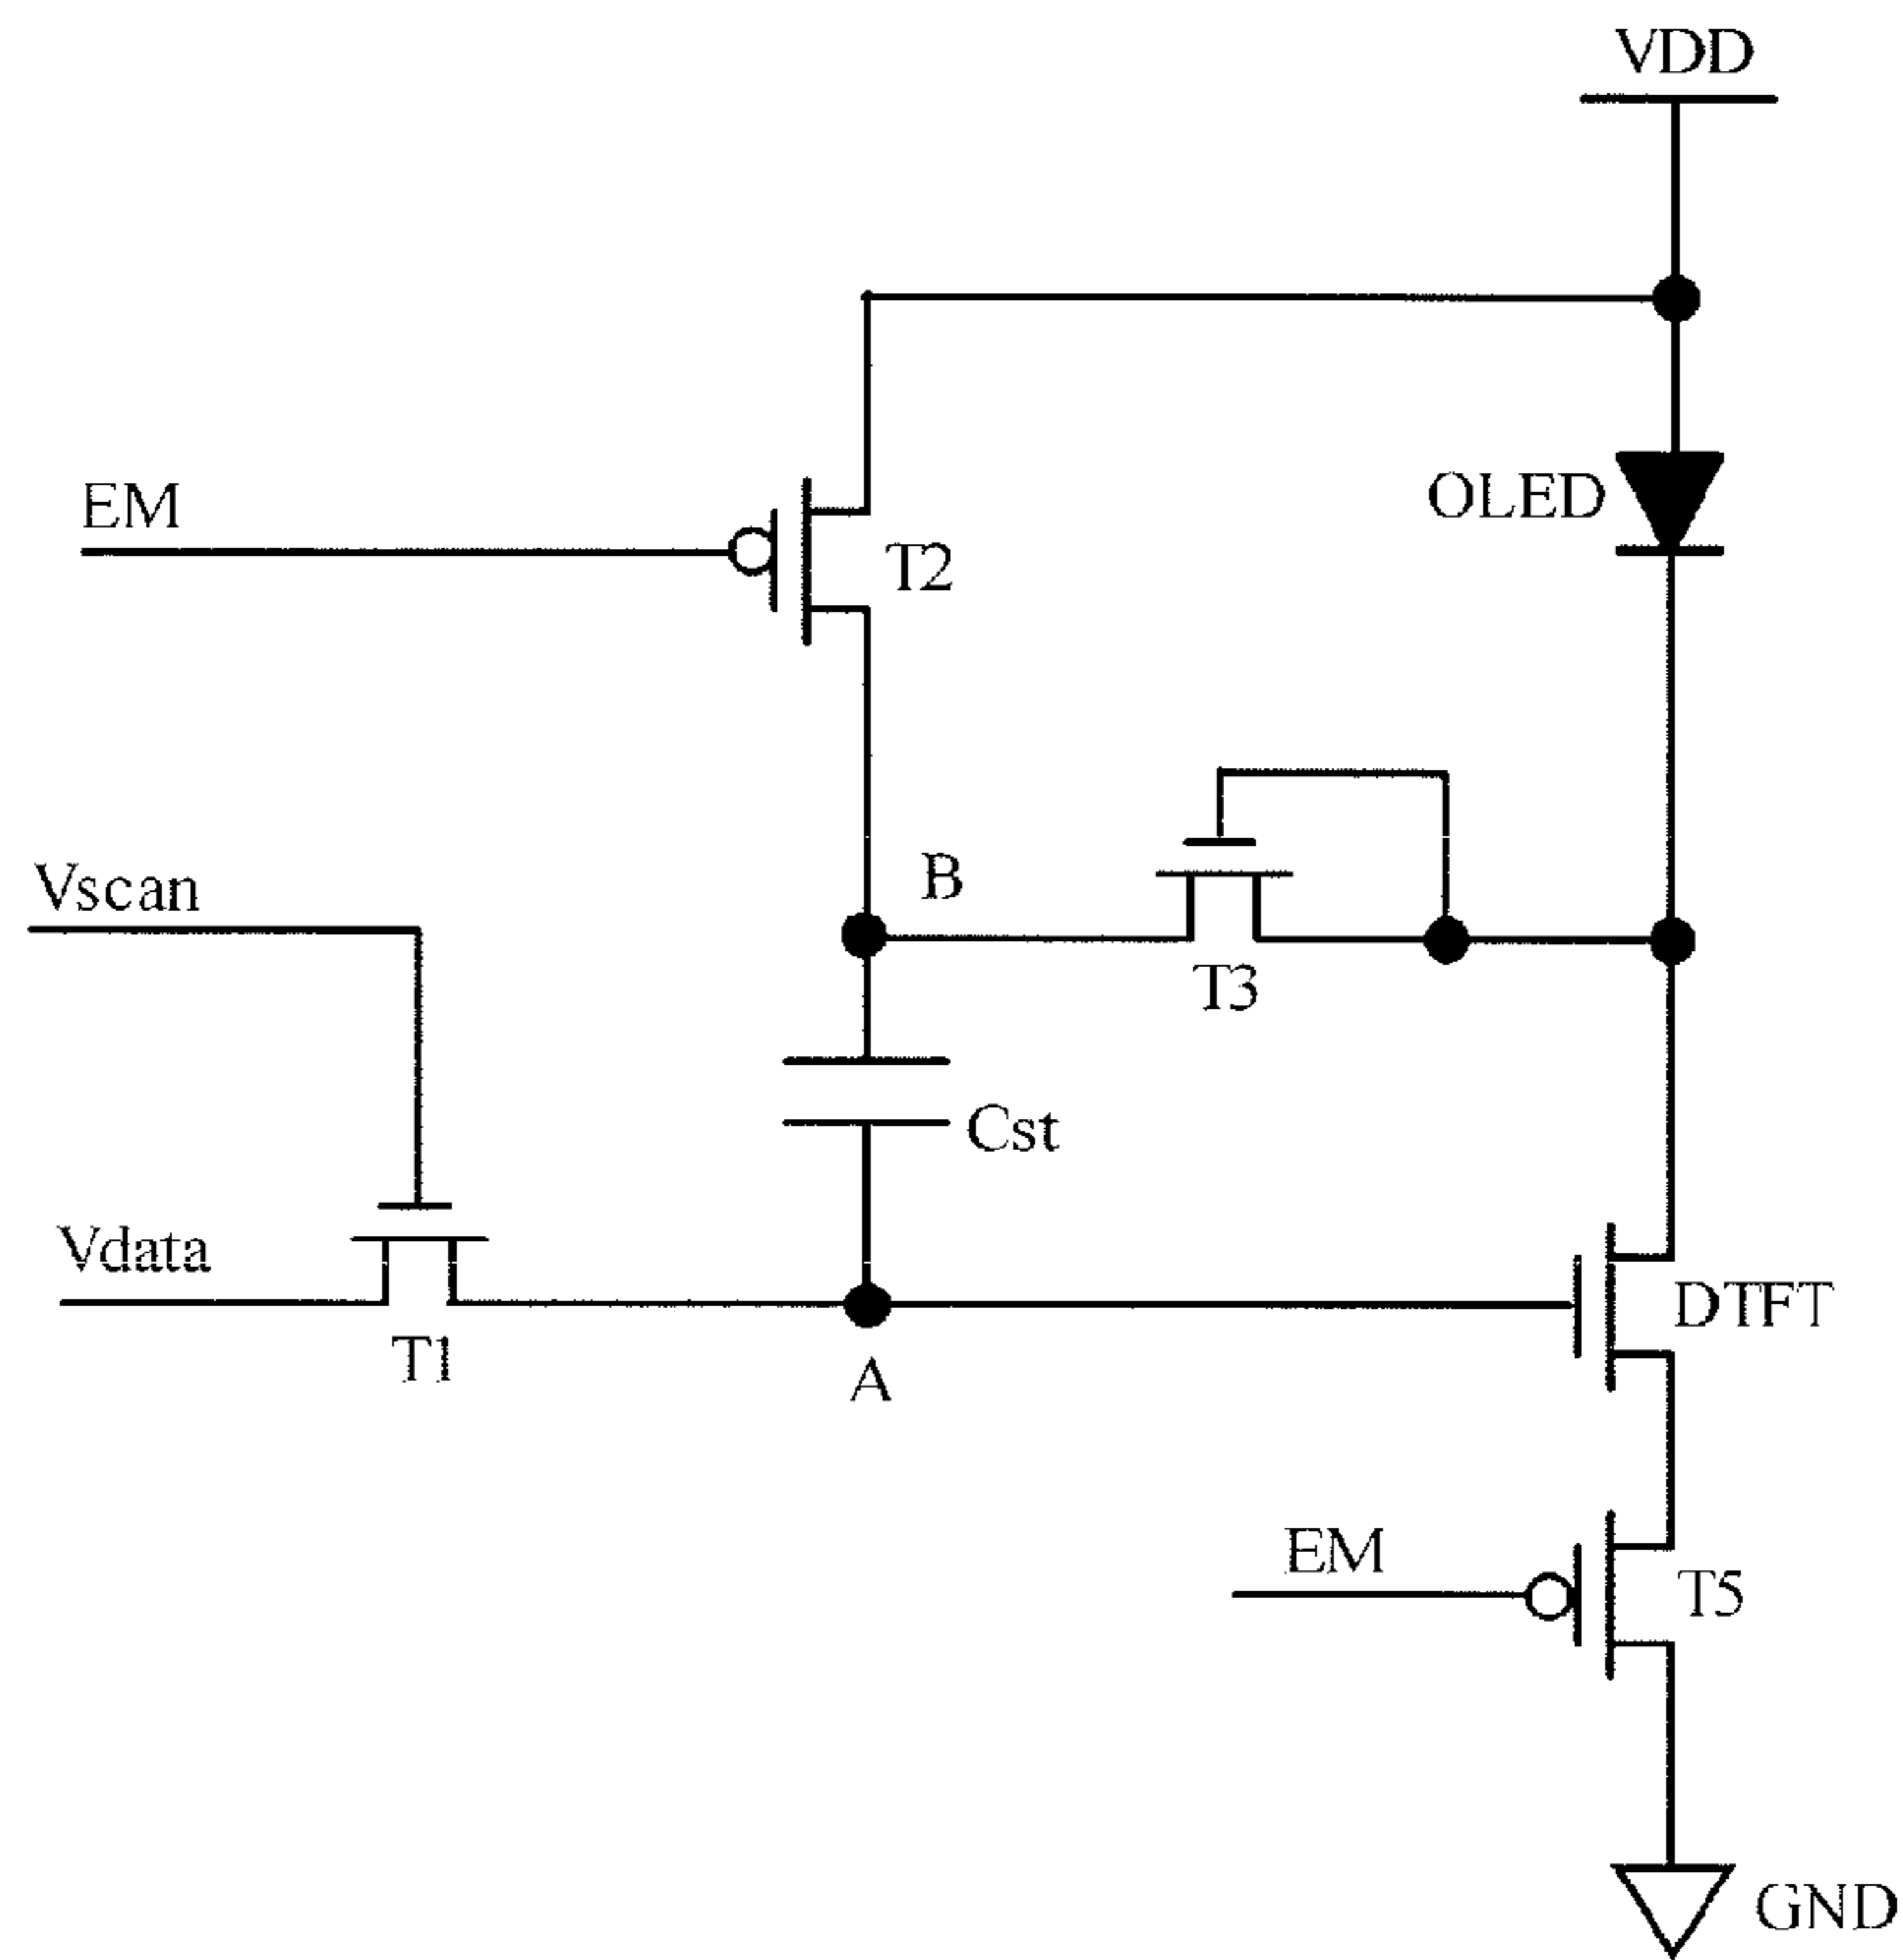 VDD
OLED
EM
T2
B
Vscan
T3
Cst
Vdata
DTFT
T1
A
EM
T5
GND